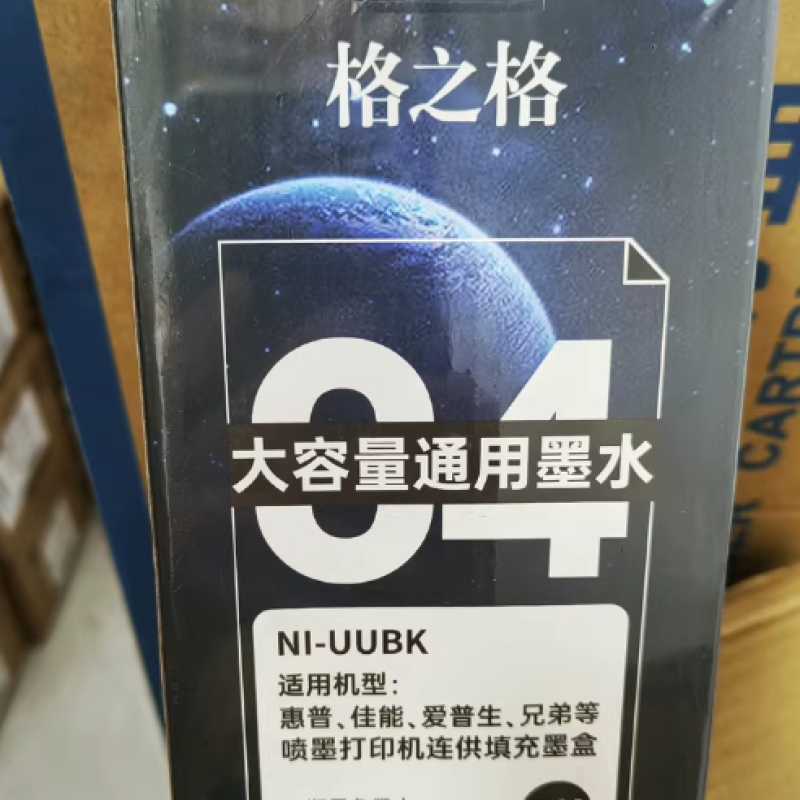 格之格
04
大容量通用墨水
NI-UUBK
适用机型:
惠普、佳能、爱普生、兄弟等
喷墨打印机连供填充墨盒